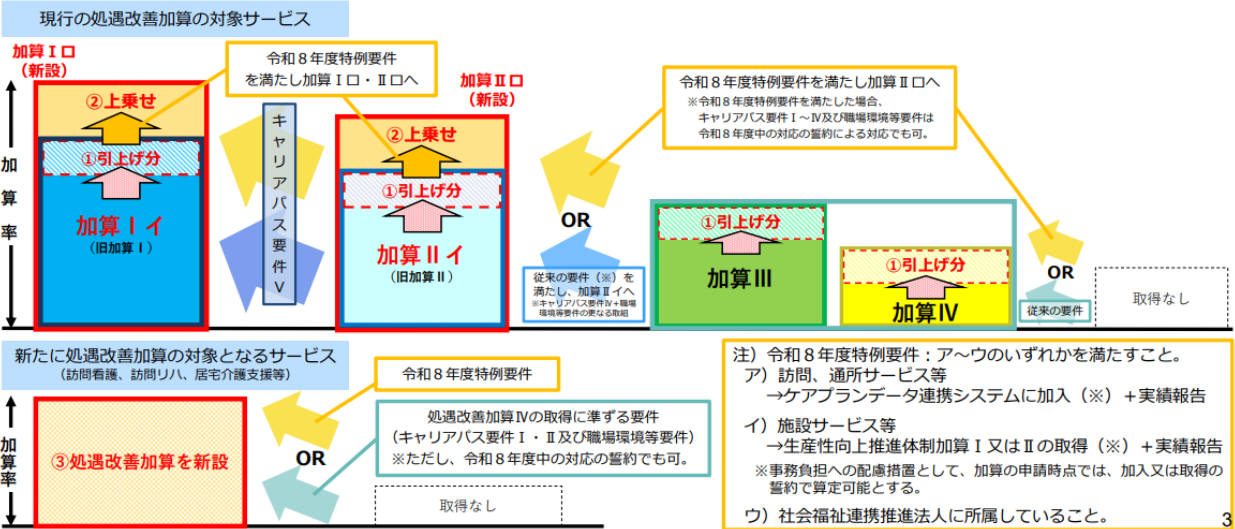 現行の処遇改善加算の対象サービス
加算Ⅰロ
（新設）
令和８年度特例要件
を満たし加算Ⅰロ・Ⅱロへ
加算Ⅱロ
（新設）
令和８年度特例要件を満たし加算Ⅱロへ
※令和８年度特例要件を満たした場合、
キャリアパス要件Ⅰ～Ⅳ及び職場環境等要件は
令和８年度中の対応の誓約による対応でも可。
加算率
②上乗せ
①引上げ分
加算Ⅰイ
（旧加算Ⅰ）
キャリアパス要件Ⅴ
②上乗せ
①引上げ分
加算Ⅱイ
（旧加算Ⅱ）
OR
従来の要件（※）を
満たし、加算Ⅱイへ
※キャリアパス要件Ⅳ＋職場
環境等要件の更なる取組
①引上げ分
加算Ⅲ
①引上げ分
加算Ⅳ
OR
従来の要件
取得なし
新たに処遇改善加算の対象となるサービス
（訪問看護、訪問リハ、居宅介護支援等）
加算率
③処遇改善加算を新設
令和８年度特例要件
OR
処遇改善加算Ⅳの取得に準ずる要件
（キャリアパス要件Ⅰ・Ⅱ及び職場環境等要件）
※ただし、令和８年度中の対応の誓約でも可。
取得なし
注）令和８年度特例要件：ア～ウのいずれかを満たすこと。
ア）訪問、通所サービス等
→ケアプランデータ連携システムに加入（※）＋実績報告
イ）施設サービス等
→生産性向上推進体制加算Ⅰ又はⅡの取得（※）＋実績報告
※事務負担への配慮措置として、加算の申請時点では、加入又は取得の
誓約で算定可能とする。
ウ）社会福祉連携推進法人に所属していること。
3